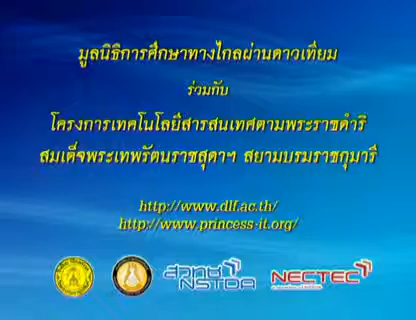 มูลนิธิการศึกษาทางไกลผ่านดาวเทียม
ร่วมกับ
โครงการเทคโนโลยีสารสนเทศตามพระราชดำริ
สมเด็จพระเทพรัตนราชสุดาฯ สยามบรมราชกุมารี
http://www.dlf.ac.th/
http://www.princess-it.org/
สวทช
NSTDA
NECTEC